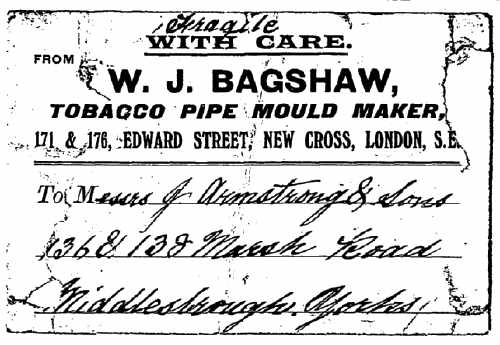 Fragile
WITH CARE.
FROM
W. J. BAGSHAW,
TOBACCO PIPE MOULD MAKER,
171 & 176, EDWARD STREET, NEW CROSS, LONDON, S.E.
To Messrs J Armstrong & Sons
136 & 138 Marsh Road
Middlesbrough. Yorks,